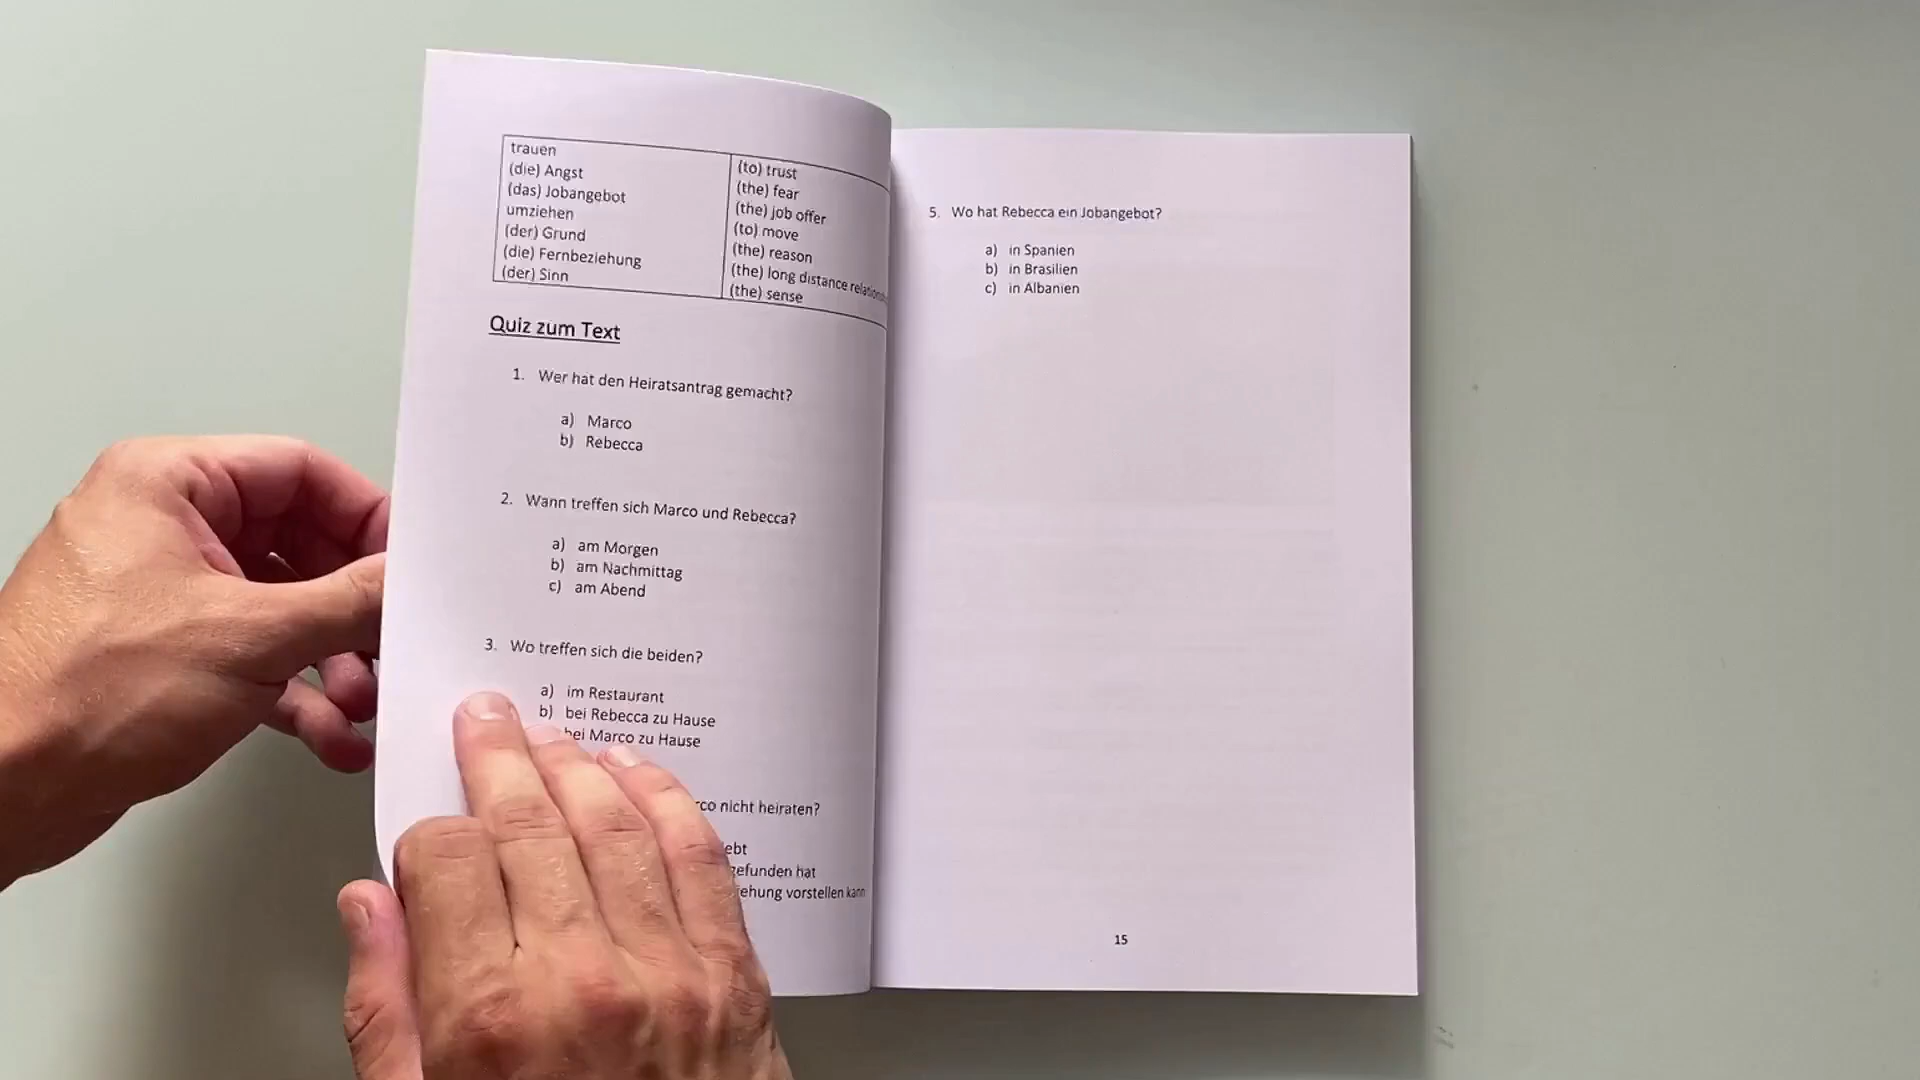 trauen
(die) Angst
(das) Jobangebot
umziehen
(der) Grund
(die) Fernbeziehung
(der) Sinn
(to) trust
(the) fear
(the) job offer
(to) move
(the) reason
(the) long distance
(the) sense
Quiz zum Text
1. Wer hat den Heiratsantrag gemacht?
a) Marco
b) Rebecca
2. Wann treffen sich Marco und Rebecca?
a) am Morgen
b) am Nachmittag
c) am Abend
3. Wo treffen sich die beiden?
a) im Restaurant
b) bei Rebecca zu Hause
bei Marco zu Hause
nicht heiraten?
hat
vorstellen kann
5. Wo hat Rebecca ein Jobangebot?
a) in Spanien
b) in Brasilien
c) in Albanien
15